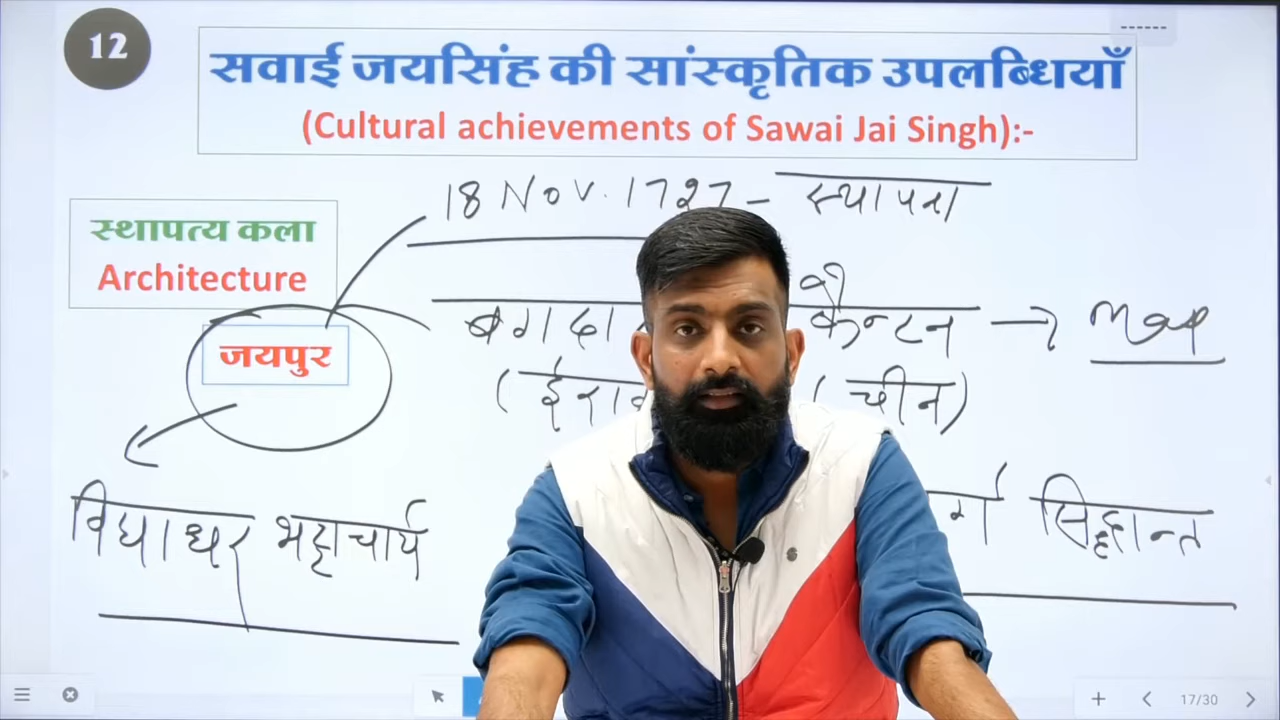 12
सवाई जयसिंह की सांस्कृतिक उपलब्धियाँ
(Cultural achievements of Sawai Jai Singh):-
18 Nov. 1727 - स्थापना
स्थापत्य कला
Architecture
की
कैन्टन → Map
जयपुर
(चीन)
विद्याधर भट्टाचार्य
सिद्धान्त
17/30